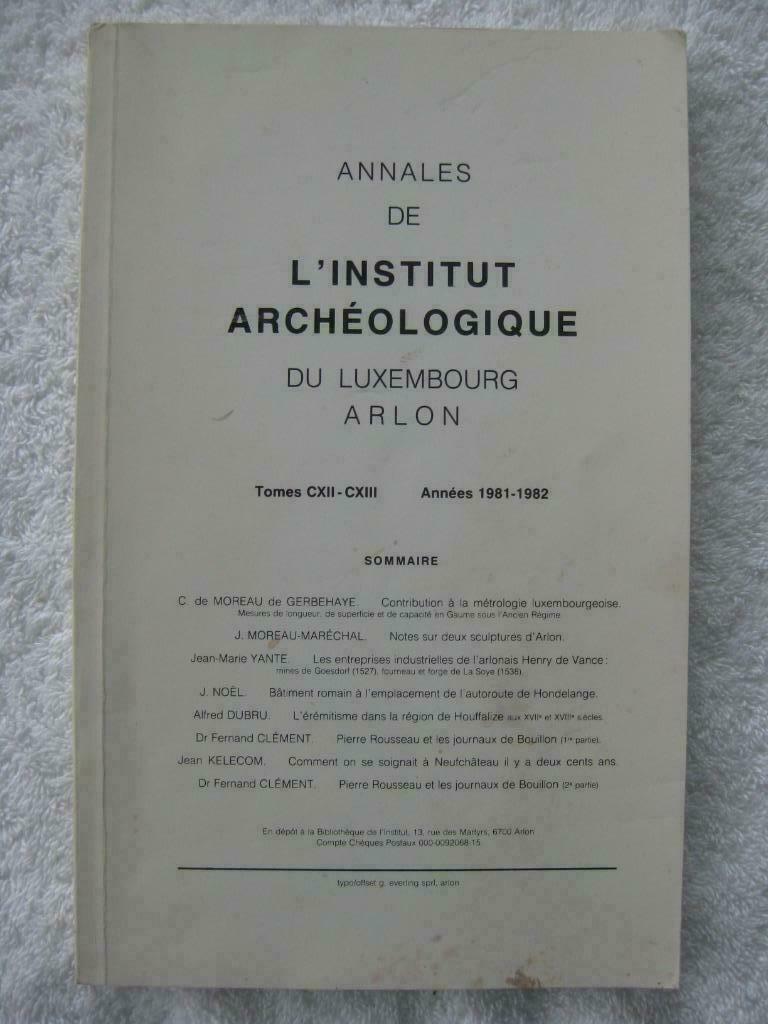 ANNALES
DE
L'INSTITUT
ARCHÉOLOGIQUE
DU LUXEMBOURG
ARLON
Tomes CXII - CXIII Années 1981-1982
SOMMAIRE
C. de MOREAU de GERBEHAYE. Contribution à la métrologie luxembourgeoise.
Mesures de longueur, de superficie et de capacité en Gaume sous l'Ancien Régime.
J. MOREAU-MARÉCHAL. Notes sur deux sculptures d'Arlon.
Jean-Marie YANTE. Les entreprises industrielles de l'arlonais Henry de Vance :
mines de Goesdorf (1527), fourneau et forge de La Soye (1538).
J. NOËL. Bâtiment romain à l'emplacement de l'autoroute de Hondelange.
Alfred DUBRU. L'érémitisme dans la région de Houffalize aux XVIIe et XVIIIe siècles.
Dr Fernand CLÉMENT. Pierre Rousseau et les journaux de Bouillon (1re partie).
Jean KELECOM. Comment on se soignait à Neufchâteau il y a deux cents ans.
Dr Fernand CLÉMENT. Pierre Rousseau et les journaux de Bouillon (2e partie)
En dépôt à la Bibliothèque de l'Institut, 13, rue des Martyrs, 6700 Arlon
Compte Chèques Postaux 000-0092068-15
typo/offset g. everling sprl, arlon